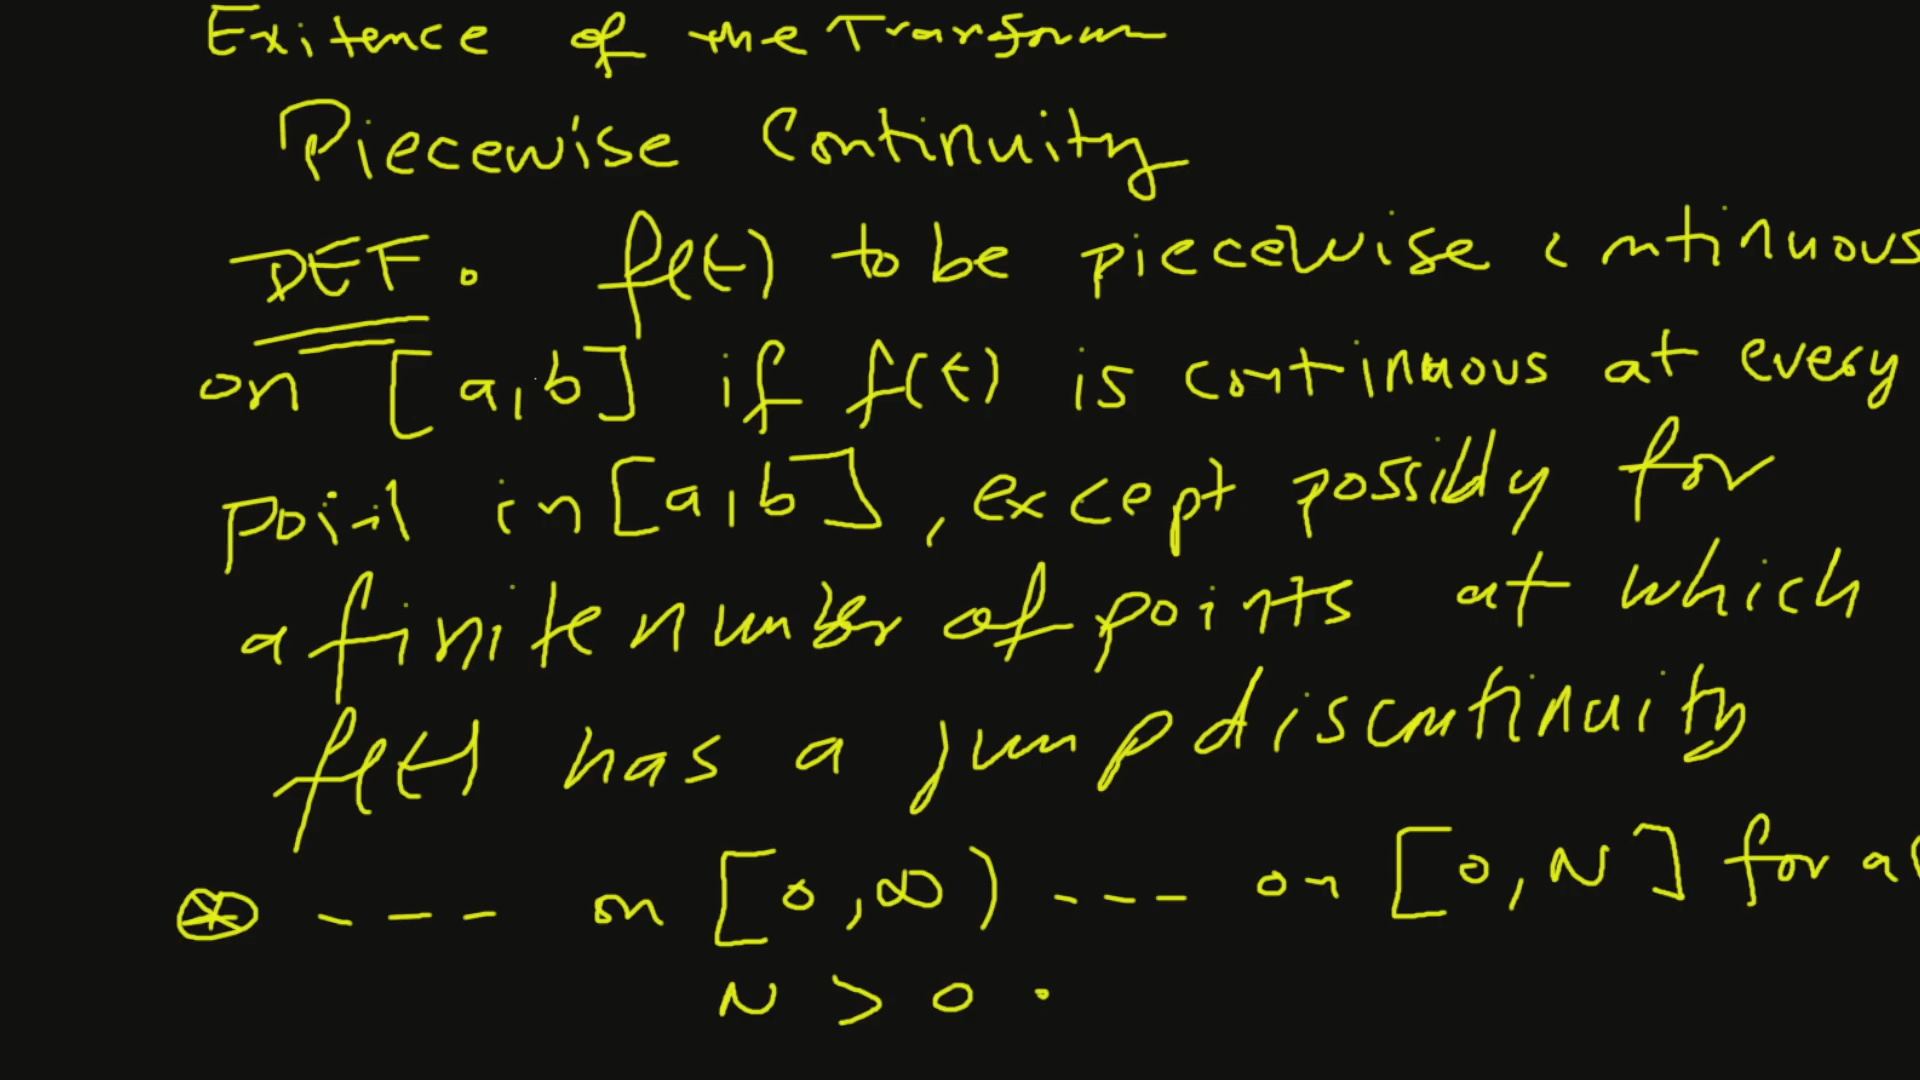 Exitence of the Transform
Piecewise Continuity
DEF. f(t) to be piecewise continuous
on [a,b] if f(t) is continuous at every
point in [a,b], except possibly for
a finite number of points at which
f(t) has a jump discontinuity
⊛ --- on [0,∞) --- on [0,N] for al
N > 0.